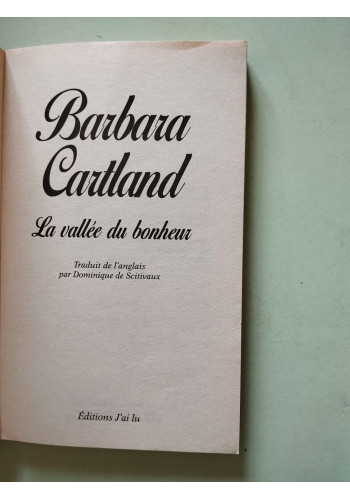 Barbara
Cartland
La vallée du bonheur
Traduit de l'anglais
par Dominique de Scitivaux
Éditions J'ai lu